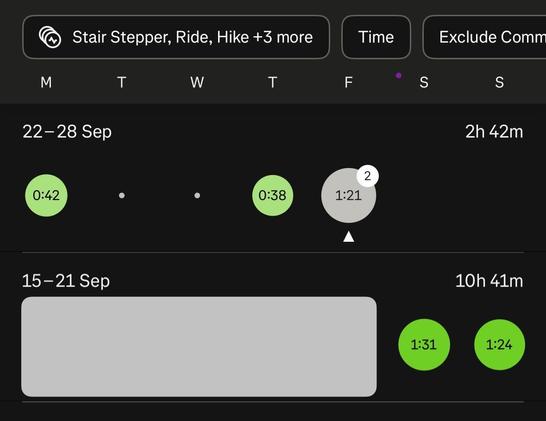 Stair Stepper, Ride, Hike +3 more Time Exclude Comm
M T W T F S S
22–28 Sep 2h 42m
0:42 0:38 1:21 2
15–21 Sep 10h 41m
1:31 1:24